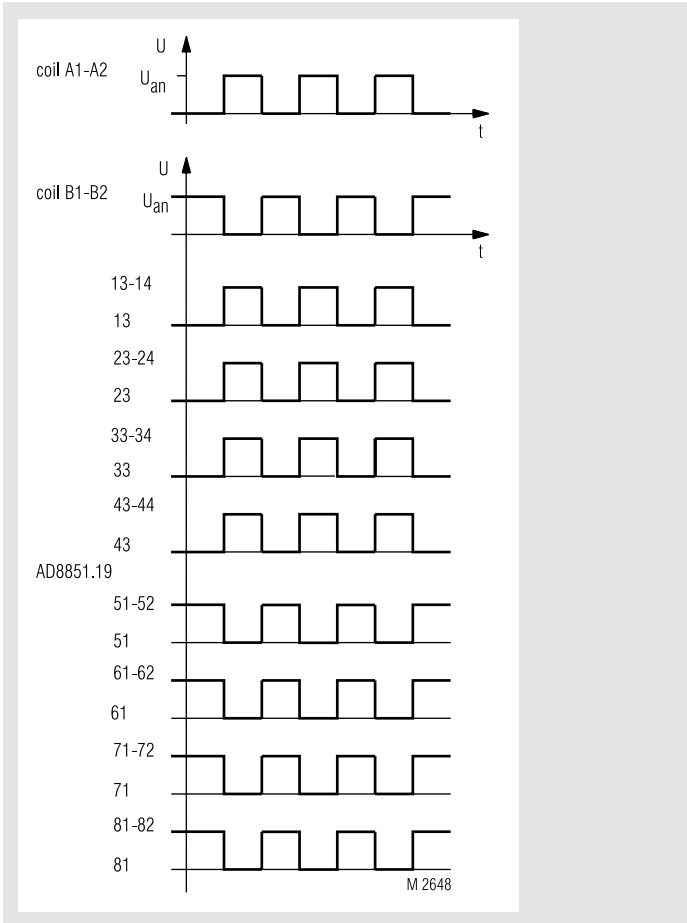 U
coil A1-A2
Uan
t
U
coil B1-B2
Uan
t
13-14
13
23-24
23
33-34
33
43-44
43
AD8851.19
51-52
51
61-62
61
71-72
71
81-82
81
M 2648